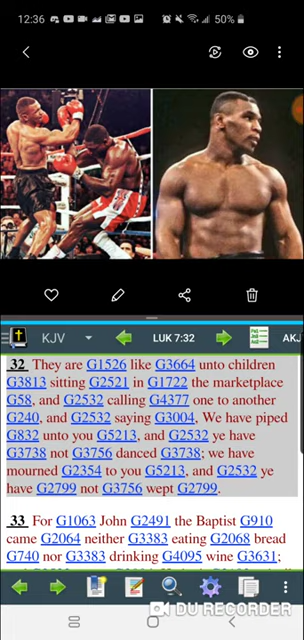 12:36
50%
KJV LUK 7:32 AK
32 They are G1526 like G3664 unto children
G3813 sitting G2521 in G1722 the marketplace
G58, and G2532 calling G4377 one to another
G240, and G2532 saying G3004, We have piped
G832 unto you G5213, and G2532 ye have
G3738 not G3756 danced G3738; we have
mourned G2354 to you G5213, and G2532 ye
have G2799 not G3756 wept G2799.
33 For G1063 John G2491 the Baptist G910
came G2064 neither G3383 eating G2068 bread
G740 nor G3383 drinking G4095 wine G3631;
DU RECORDER